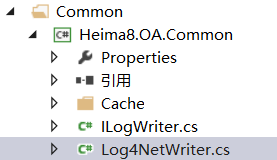 Common
Heima8.OA.Common
Properties
引用
Cache
ILogWriter.cs
Log4NetWriter.cs